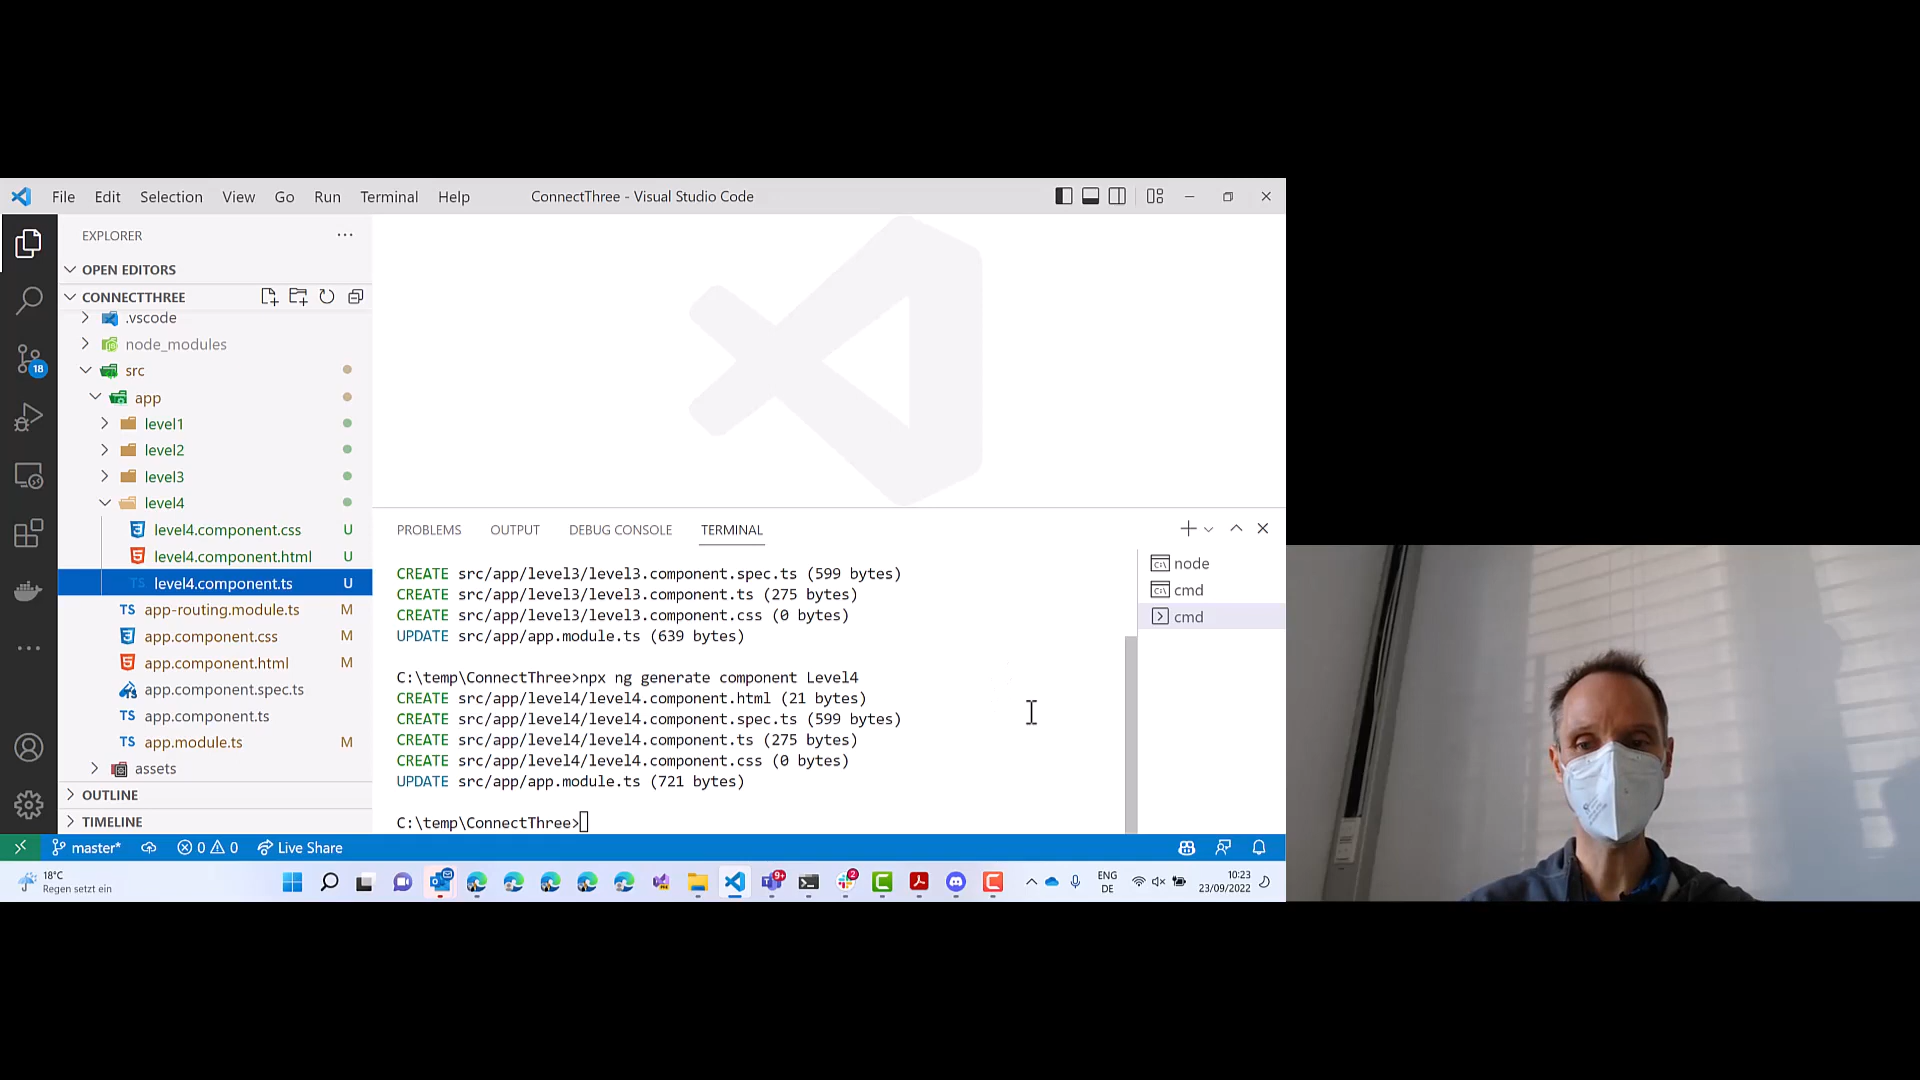 File Edit Selection View Go Run Terminal Help ConnectThree - Visual Studio Code
EXPLORER
OPEN EDITORS
CONNECTTHREE
.vscode
node_modules
src
app
level1
level2
level3
level4
level4.component.css U
level4.component.html U
TS level4.component.ts U
TS app-routing.module.ts M
app.component.css M
app.component.html M
app.component.spec.ts
TS app.component.ts
TS app.module.ts M
assets
OUTLINE
TIMELINE
18
PROBLEMS OUTPUT DEBUG CONSOLE TERMINAL
CREATE src/app/level3/level3.component.spec.ts (599 bytes)
CREATE src/app/level3/level3.component.ts (275 bytes)
CREATE src/app/level3/level3.component.css (0 bytes)
UPDATE src/app/app.module.ts (639 bytes)
C:\temp\ConnectThree>npx ng generate component Level4
CREATE src/app/level4/level4.component.html (21 bytes)
CREATE src/app/level4/level4.component.spec.ts (599 bytes)
CREATE src/app/level4/level4.component.ts (275 bytes)
CREATE src/app/level4/level4.component.css (0 bytes)
UPDATE src/app/app.module.ts (721 bytes)
C:\temp\ConnectThree>
node
cmd
cmd
master* 0 0 Live Share
18°C
Regen setzt ein
9+
2
ENG
DE
10:23
23/09/2022